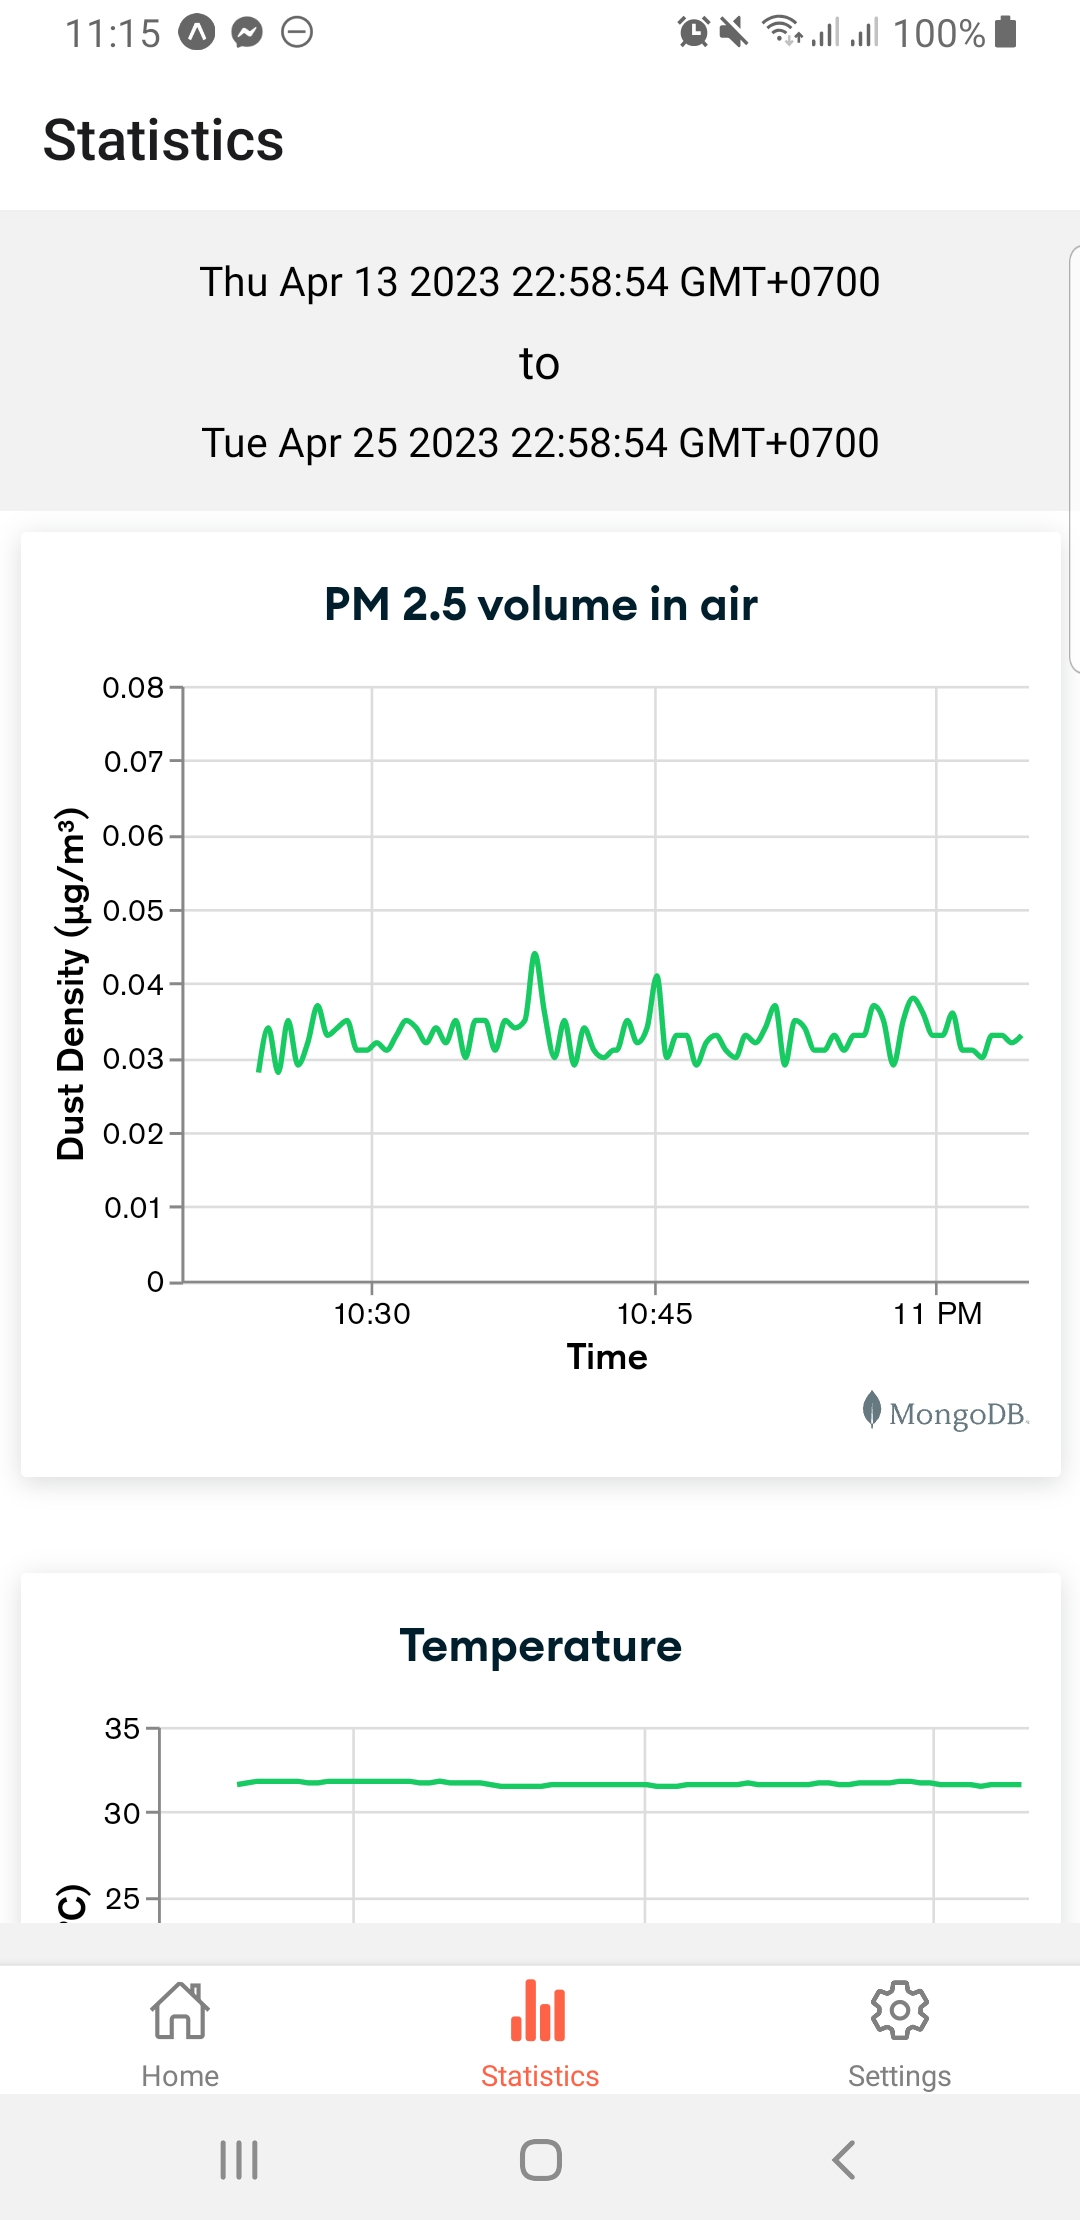 11:15
100%
Statistics
Thu Apr 13 2023 22:58:54 GMT+0700
to
Tue Apr 25 2023 22:58:54 GMT+0700
PM 2.5 volume in air
Dust Density (µg/m³)
0.08
0.07
0.06
0.05
0.04
0.03
0.02
0.01
0
10:30 10:45 11 PM
Time
MongoDB.
Temperature
35
30
25
°C)
Home Statistics Settings